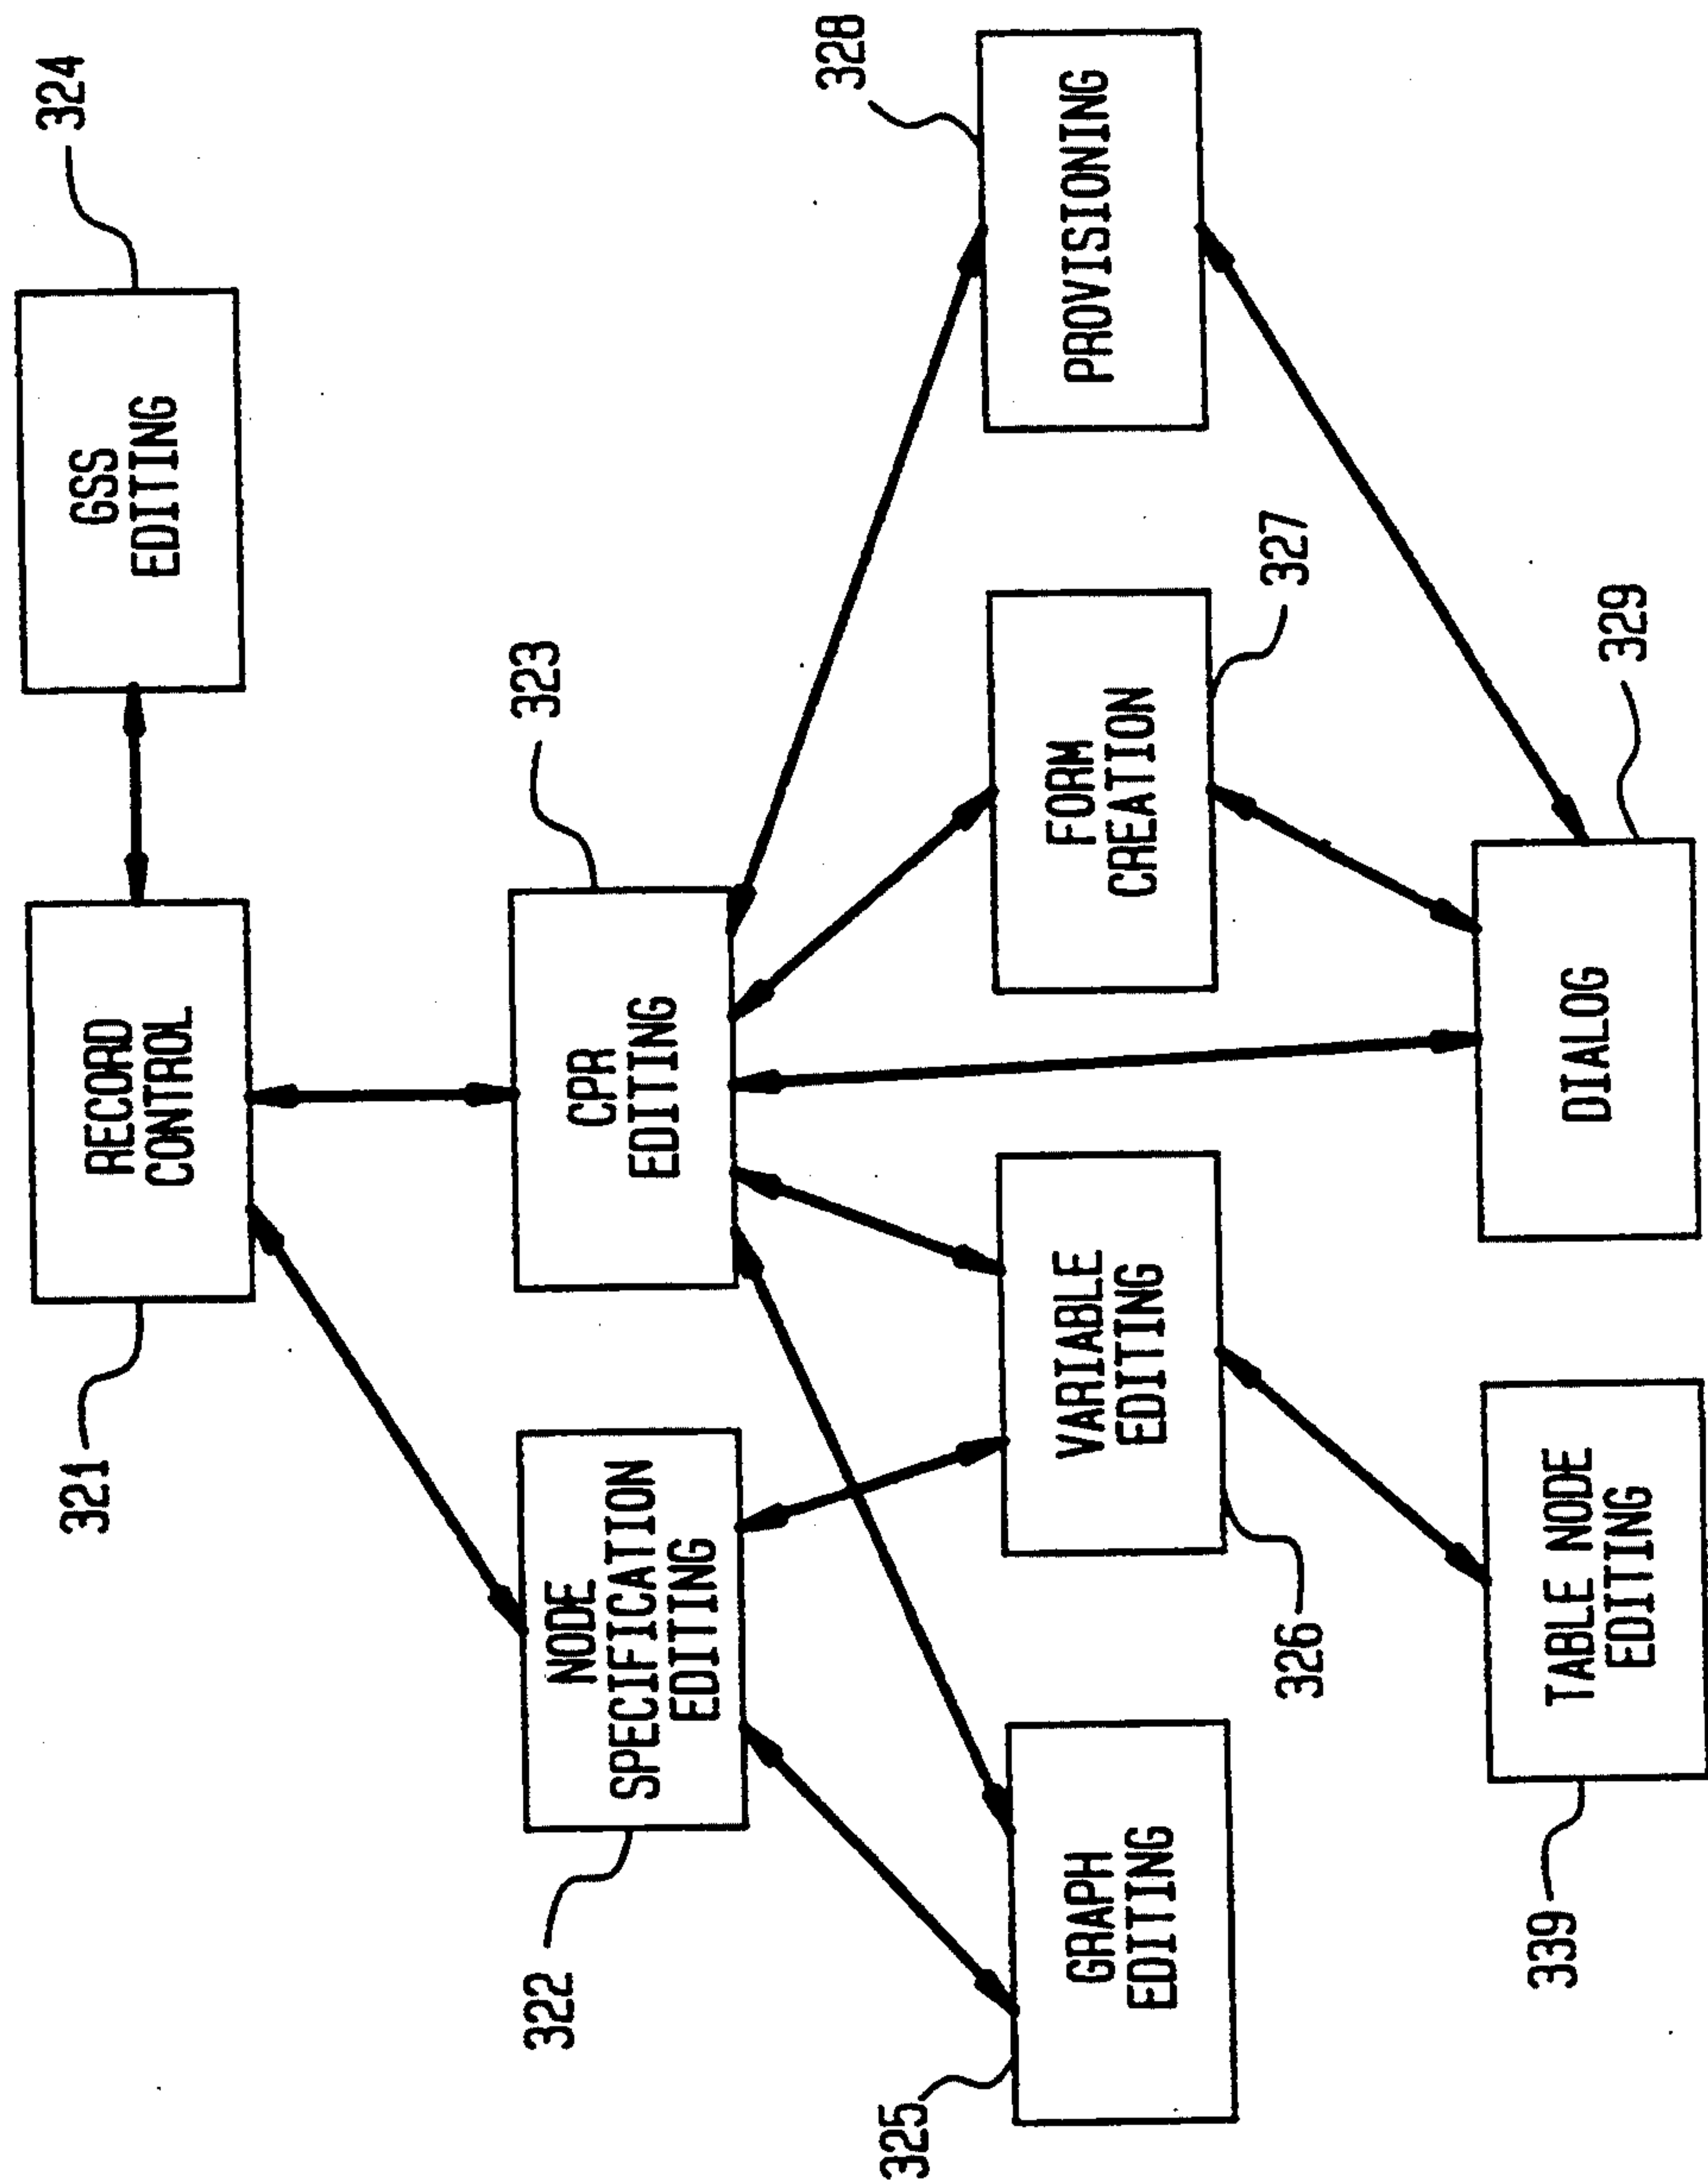 324
GSS
EDITING
321
RECORD
CONTROL
323
CPR
EDITING
322
NODE
SPECIFICATION
EDITING
325
GRAPH
EDITING
326
VARIABLE
EDITING
327
FORM
CREATION
328
PROVISIONING
339
TABLE NODE
EDITING
329
DIALOG